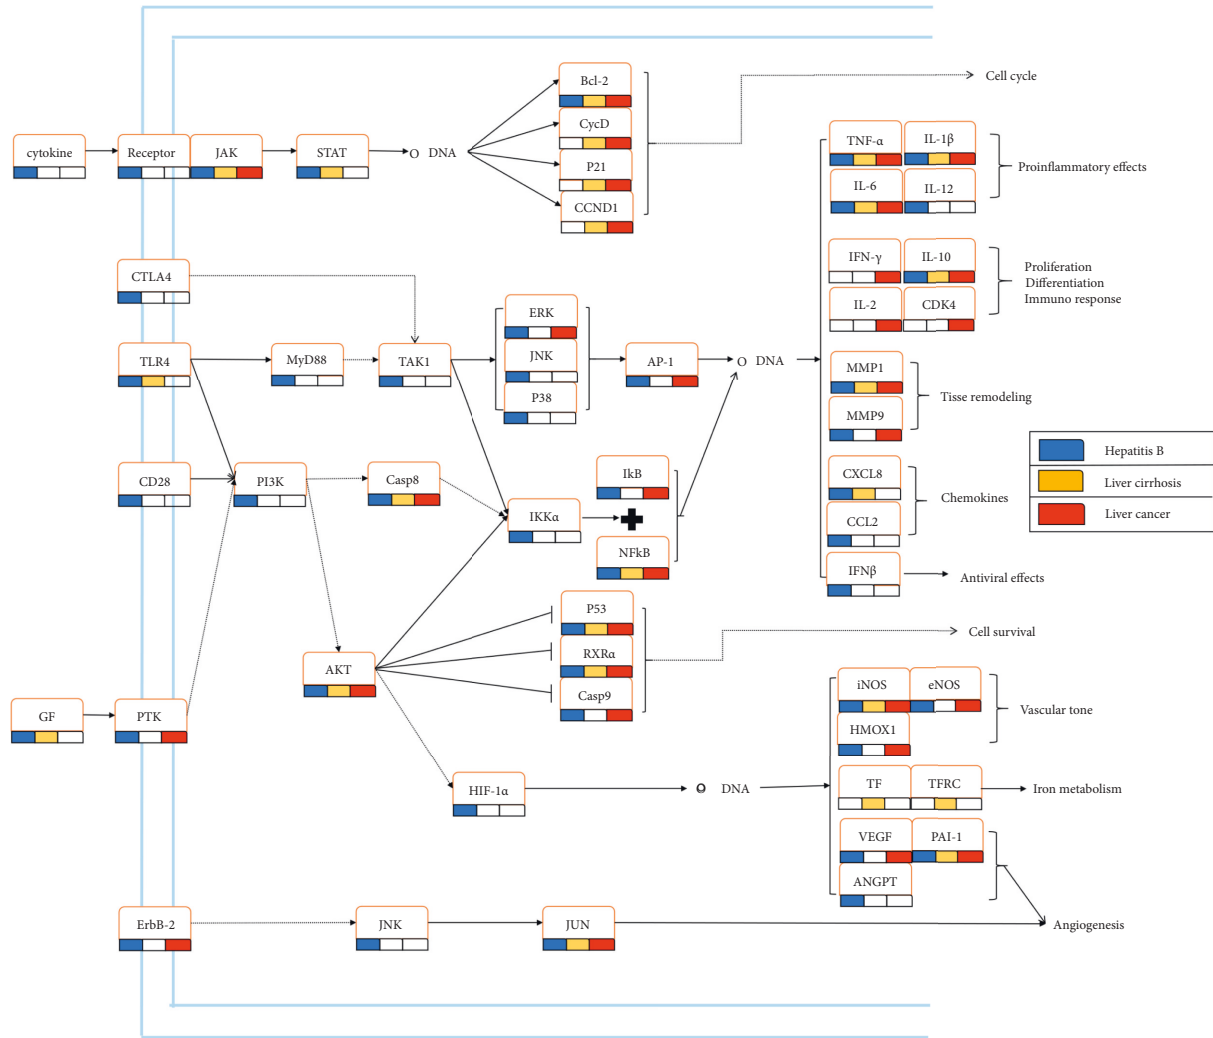 Bcl-2
Cell cycle
CycD
cytokine
Receptor
JAK
STAT
DNA
P21
CCND1
TNF-α
IL-1β
Proinflammatory effects
IL-6
IL-12
CTLA4
IFN-γ
IL-10
Proliferation
Differentiation
Immuno response
IL-2
CDK4
ERK
TLR4
MyD88
TAK1
JNK
AP-1
DNA
P38
MMP1
Tisse remodeling
MMP9
Hepatitis B
Liver cirrhosis
Liver cancer
CD28
PI3K
Casp8
IkB
IKKα
NFkB
CXCL8
Chemokines
CCL2
IFNβ
Antiviral effects
P53
Cell survival
RXRα
AKT
Casp9
GF
PTK
iNOS
eNOS
Vascular tone
HMOX1
HIF-1α
DNA
TF
TFRC
Iron metabolism
VEGF
PAI-1
ANGPT
ErbB-2
JNK
JUN
Angiogenesis